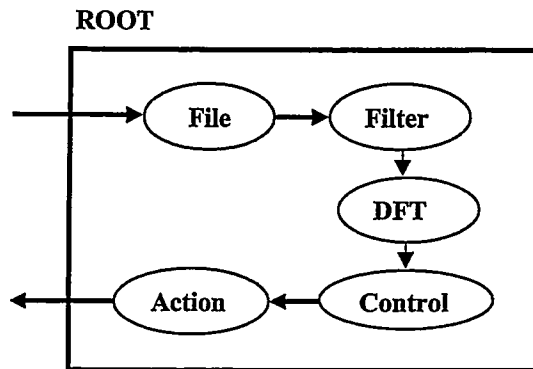 ROOT
File
Filter
DFT
Control
Action